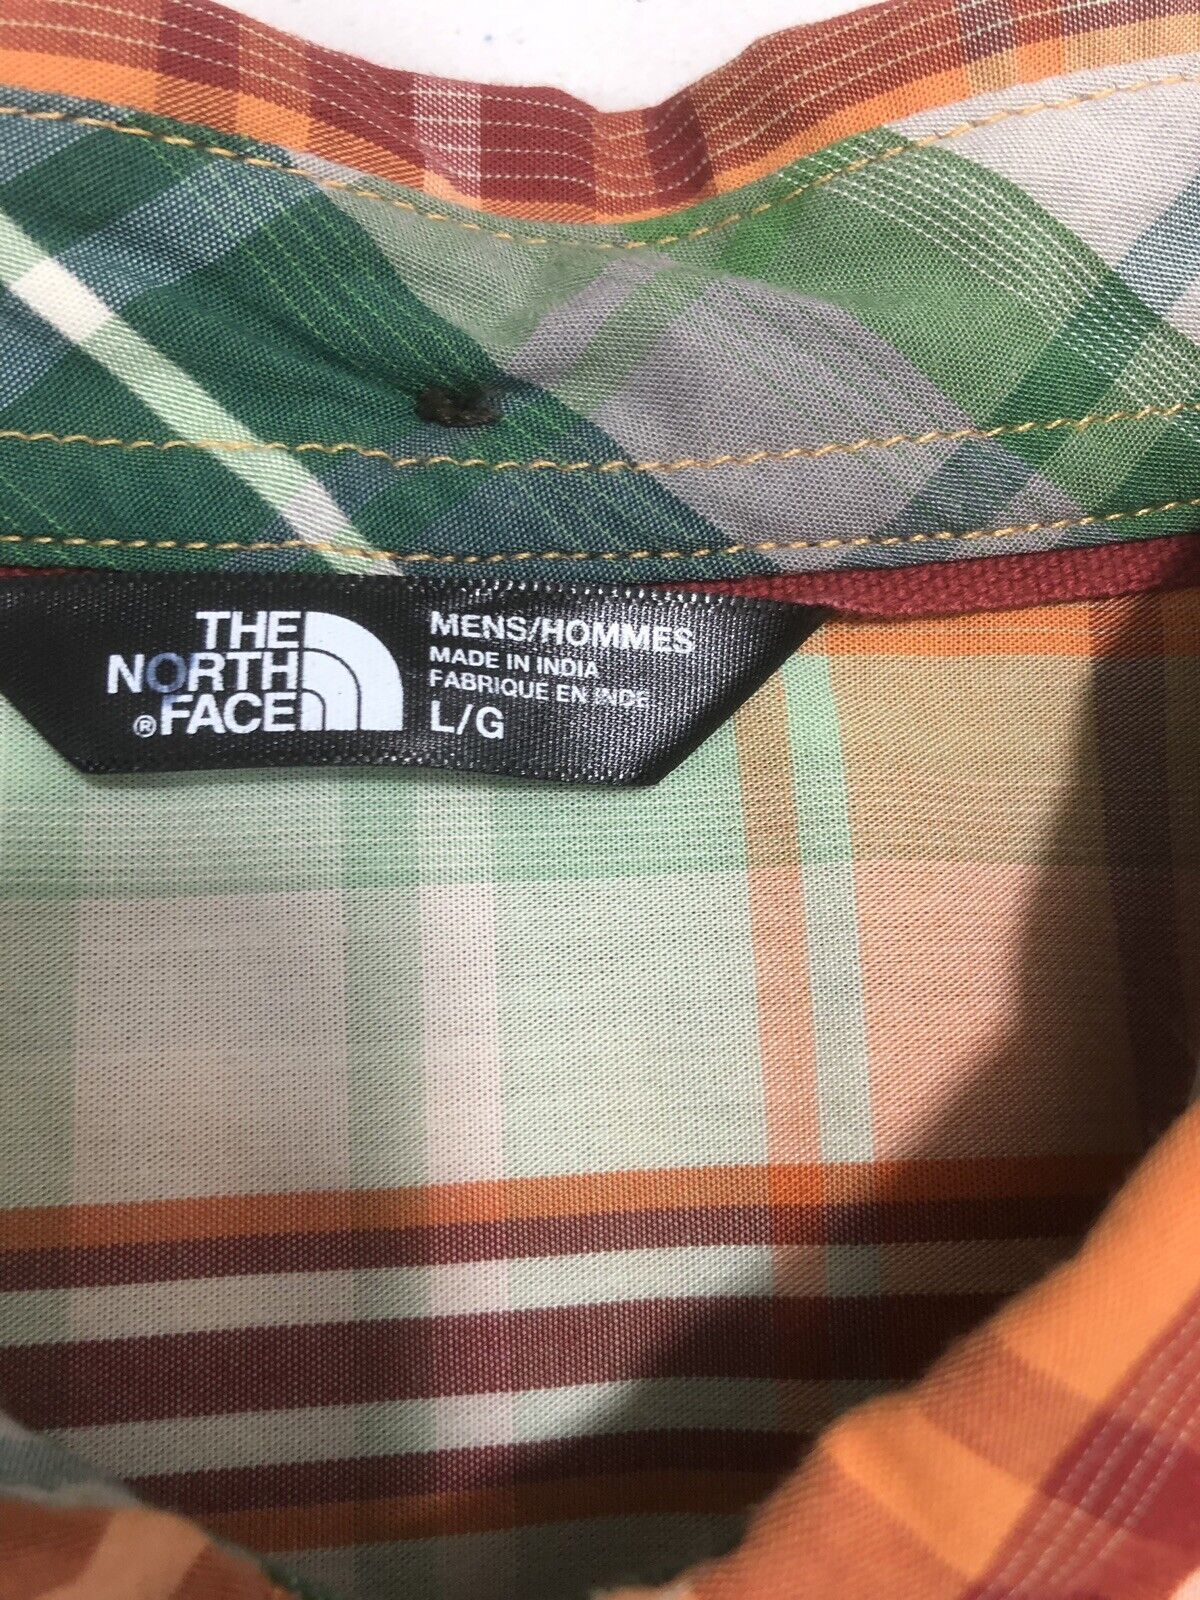 THE
NORTH
® FACE
MENS/HOMMES
MADE IN INDIA
FABRIQUE EN INDE
L/G